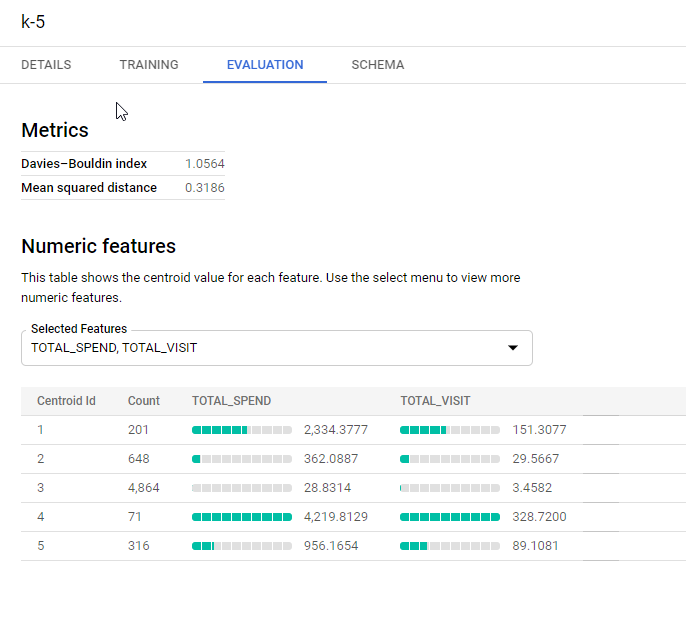 k-5
DETAILS TRAINING EVALUATION SCHEMA
Metrics
Davies–Bouldin index 1.0564
Mean squared distance 0.3186
Numeric features
This table shows the centroid value for each feature. Use the select menu to view more
numeric features.
Selected Features
TOTAL_SPEND, TOTAL_VISIT
Centroid Id Count TOTAL_SPEND TOTAL_VISIT
1 201 2,334.3777 151.3077
2 648 362.0887 29.5667
3 4,864 28.8314 3.4582
4 71 4,219.8129 328.7200
5 316 956.1654 89.1081